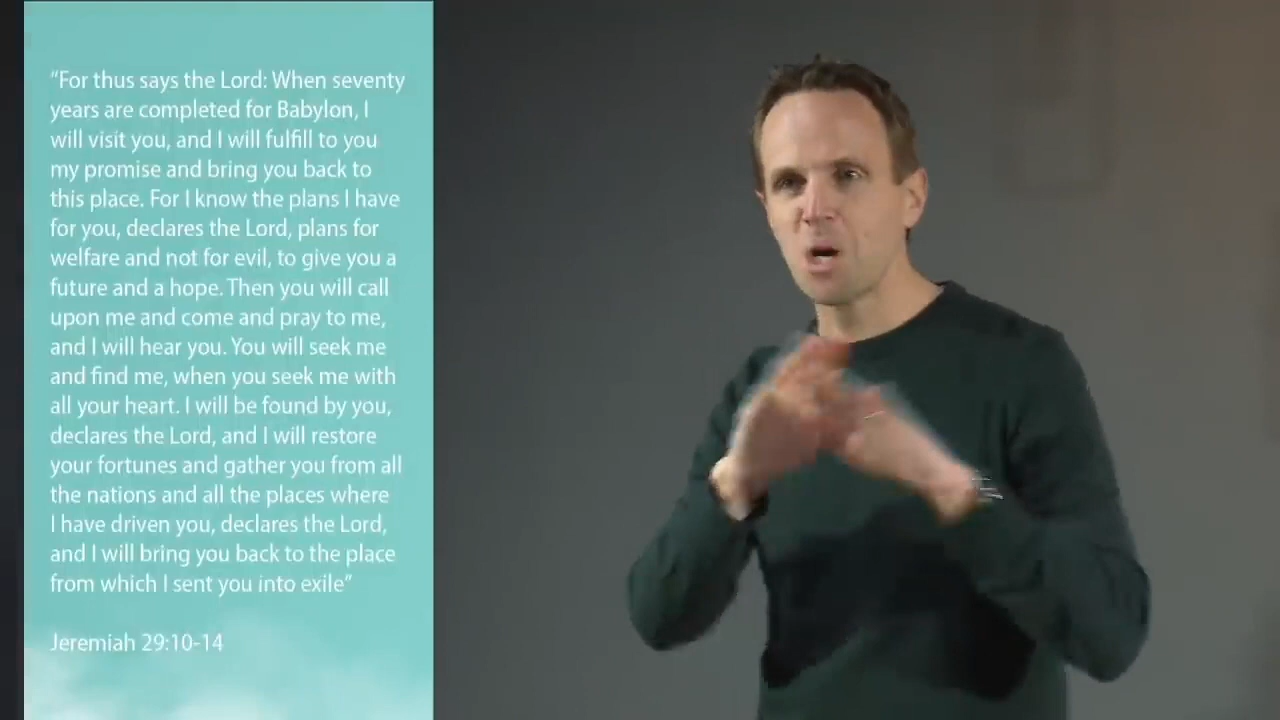 “For thus says the Lord: When seventy
years are completed for Babylon, I
will visit you, and I will fulfill to you
my promise and bring you back to
this place. For I know the plans I have
for you, declares the Lord, plans for
welfare and not for evil, to give you a
future and a hope. Then you will call
upon me and come and pray to me,
and I will hear you. You will seek me
and find me, when you seek me with
all your heart. I will be found by you,
declares the Lord, and I will restore
your fortunes and gather you from all
the nations and all the places where
I have driven you, declares the Lord,
and I will bring you back to the place
from which I sent you into exile”
Jeremiah 29:10-14